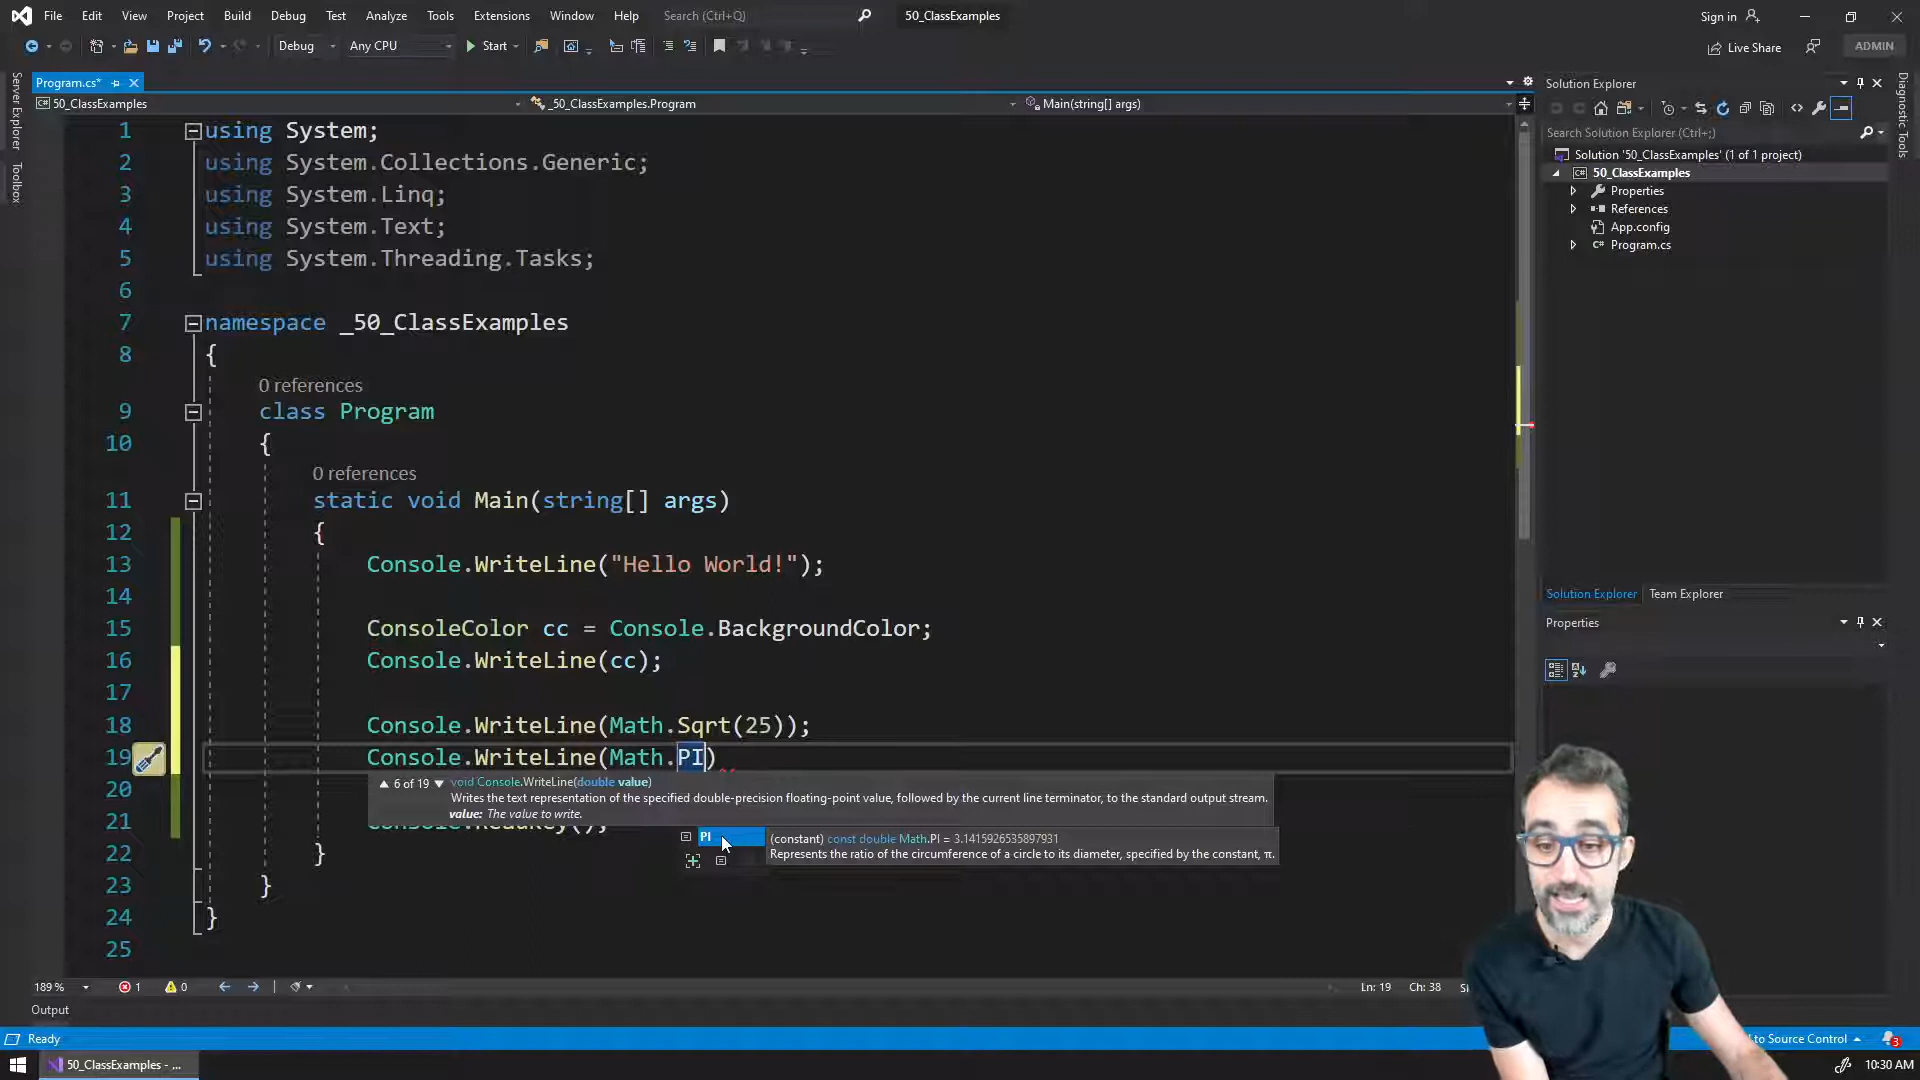 File Edit View Project Build Debug Test Analyze Tools Extensions Window Help Search (Ctrl+Q) 50_ClassExamples Sign in
Debug Any CPU Start Live Share ADMIN
Program.cs*
50_ClassExamples _50_ClassExamples.Program Main(string[] args)
Server Explorer
Toolbox
1 using System;
2 using System.Collections.Generic;
3 using System.Linq;
4 using System.Text;
5 using System.Threading.Tasks;
6
7 namespace _50_ClassExamples
8 {
0 references
9 class Program
10 {
0 references
11 static void Main(string[] args)
12 {
13 Console.WriteLine("Hello World!");
14
15 ConsoleColor cc = Console.BackgroundColor;
16 Console.WriteLine(cc);
17
18 Console.WriteLine(Math.Sqrt(25));
19 Console.WriteLine(Math.PI)
20
6 of 19 void Console.WriteLine(double value)
Writes the text representation of the specified double-precision floating-point value, followed by the current line terminator, to the standard output stream.
value: The value to write.
21 Console.ReadKey();
PI (constant) const double Math.PI = 3.1415926535897931
Represents the ratio of the circumference of a circle to its diameter, specified by the constant, π.
22 }
23 }
24 }
25
189 % 1 0 Ln: 19 Ch: 38
Output
Ready to Source Control 3
50_ClassExamples - ... 10:30 AM
Solution Explorer
Search Solution Explorer (Ctrl+;)
Solution '50_ClassExamples' (1 of 1 project)
50_ClassExamples
Properties
References
App.config
Program.cs
Solution Explorer Team Explorer
Properties
Diagnostic Tools